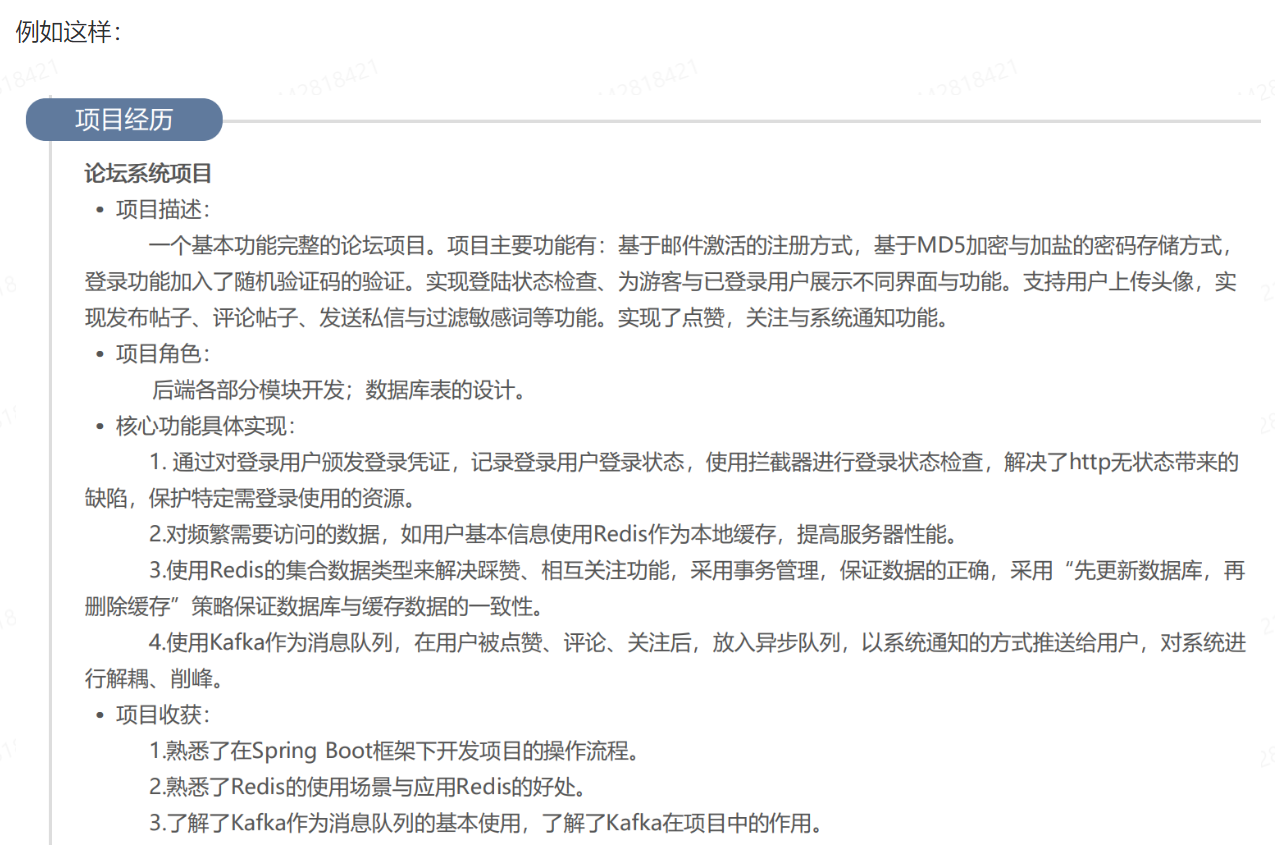 例如这样：
项目经历
论坛系统项目
• 项目描述：
一个基本功能完整的论坛项目。项目主要功能有：基于邮件激活的注册方式，基于MD5加密与加盐的密码存储方式，
登录功能加入了随机验证码的验证。实现登陆状态检查、为游客与已登录用户展示不同界面与功能。支持用户上传头像，实
现发布帖子、评论帖子、发送私信与过滤敏感词等功能。实现了点赞，关注与系统通知功能。
• 项目角色：
后端各部分模块开发；数据库表的设计。
• 核心功能具体实现：
1. 通过对登录用户颁发登录凭证，记录登录用户登录状态，使用拦截器进行登录状态检查，解决了http无状态带来的
缺陷，保护特定需登录使用的资源。
2.对频繁需要访问的数据，如用户基本信息使用Redis作为本地缓存，提高服务器性能。
3.使用Redis的集合数据类型来解决踩赞、相互关注功能，采用事务管理，保证数据的正确，采用“先更新数据库，再
删除缓存”策略保证数据库与缓存数据的一致性。
4.使用Kafka作为消息队列，在用户被点赞、评论、关注后，放入异步队列，以系统通知的方式推送给用户，对系统进
行解耦、削峰。
• 项目收获：
1.熟悉了在Spring Boot框架下开发项目的操作流程。
2.熟悉了Redis的使用场景与应用Redis的好处。
3.了解了Kafka作为消息队列的基本使用，了解了Kafka在项目中的作用。